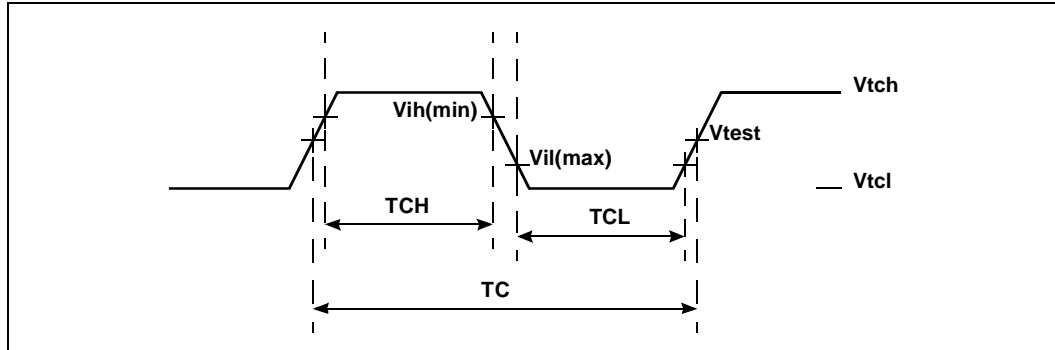 Vtch
Vih(min)
Vtest
Vil(max)
Vtcl
TCH
TCL
TC